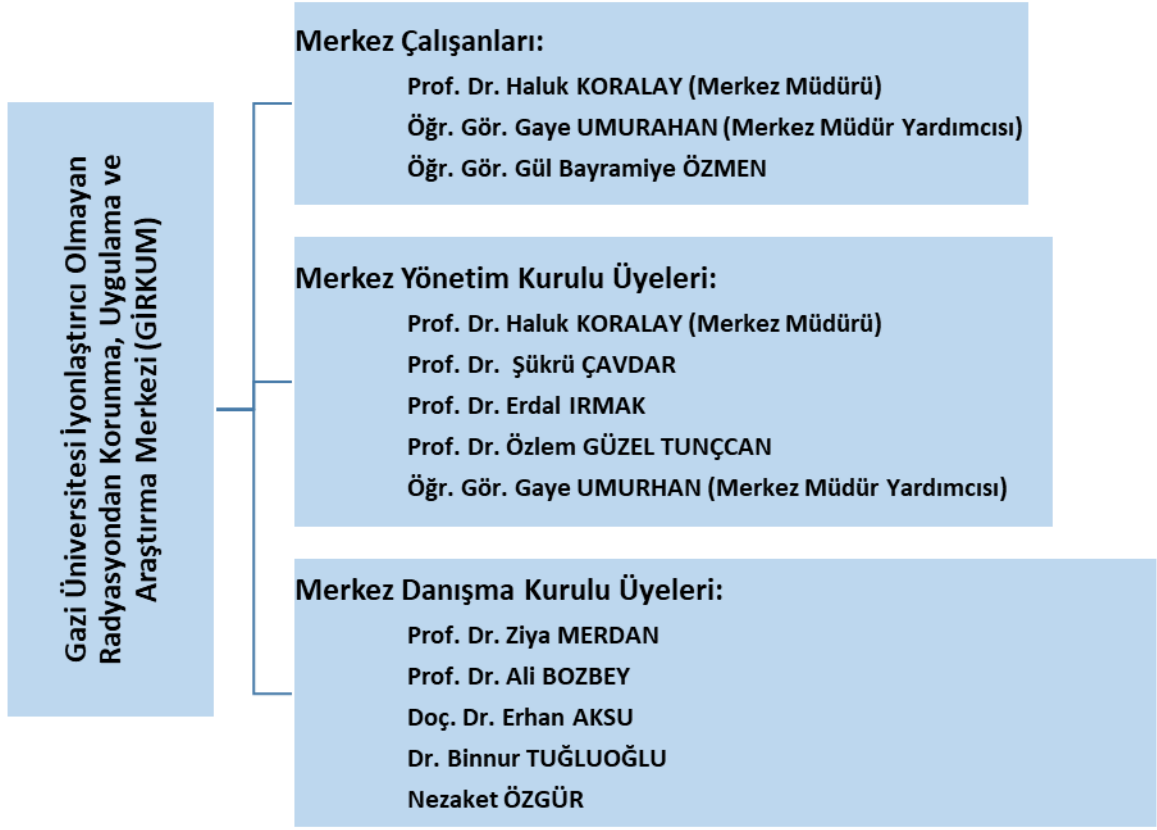 Gazi Üniversitesi İyonlaştırıcı Olmayan
Radyasyondan Korunma, Uygulama ve
Araştırma Merkezi (GİRKUM)
Merkez Çalışanları:
Prof. Dr. Haluk KORALAY (Merkez Müdürü)
Öğr. Gör. Gaye UMURAHAN (Merkez Müdür Yardımcısı)
Öğr. Gör. Gül Bayramiye ÖZMEN
Merkez Yönetim Kurulu Üyeleri:
Prof. Dr. Haluk KORALAY (Merkez Müdürü)
Prof. Dr. Şükrü ÇAVDAR
Prof. Dr. Erdal IRMAK
Prof. Dr. Özlem GÜZEL TUNÇCAN
Öğr. Gör. Gaye UMURHAN (Merkez Müdür Yardımcısı)
Merkez Danışma Kurulu Üyeleri:
Prof. Dr. Ziya MERDAN
Prof. Dr. Ali BOZBEY
Doç. Dr. Erhan AKSU
Dr. Binnur TUĞLUOĞLU
Nezaket ÖZGÜR